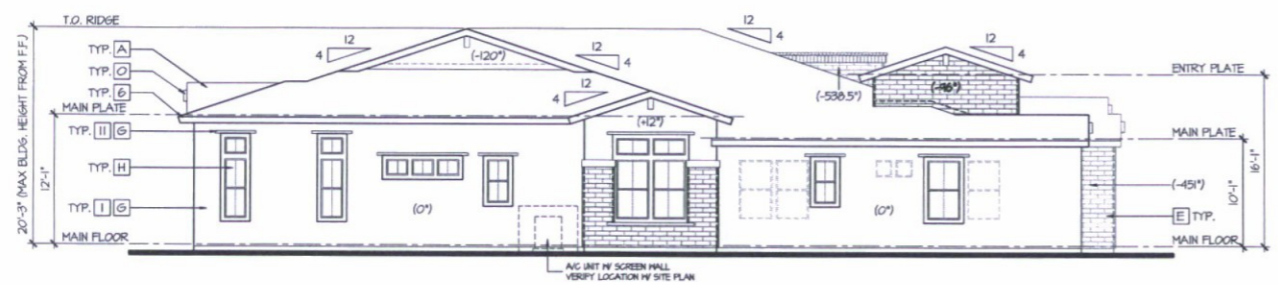 T.O. RIDGE
12
4
12
4
12
4
12
4
12
4
20'-3" (MAX BLDG. HEIGHT FROM F.F.)
12'-1"
TYP. A
TYP. O
TYP. 6
MAIN PLATE
TYP. 11 G
TYP. H
TYP. 1 G
MAIN FLOOR
(-120")
(+12")
(0")
(-538.5")
(0")
ENTRY PLATE
MAIN PLATE
(-451")
E TYP.
MAIN FLOOR
10'-1"
16'-1"
A/C UNIT W/ SCREEN WALL
VERIFY LOCATION W/ SITE PLAN